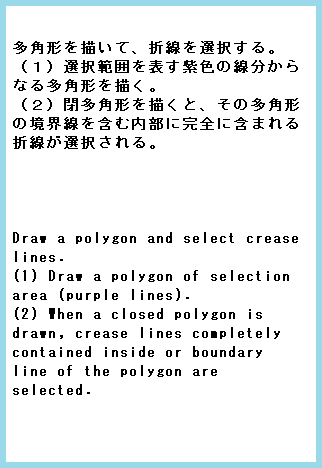 多角形を描いて、折線を選択する。
（１）選択範囲を表す紫色の線分から
なる多角形を描く。
（２）閉多角形を描くと、その多角形
の境界線を含む内部に完全に含まれる
折線が選択される。
Draw a polygon and select crease
lines.
(1) Draw a polygon of selection
area (purple lines).
(2) When a closed polygon is
drawn, crease lines completely
contained inside or boundary
line of the polygon are
selected.